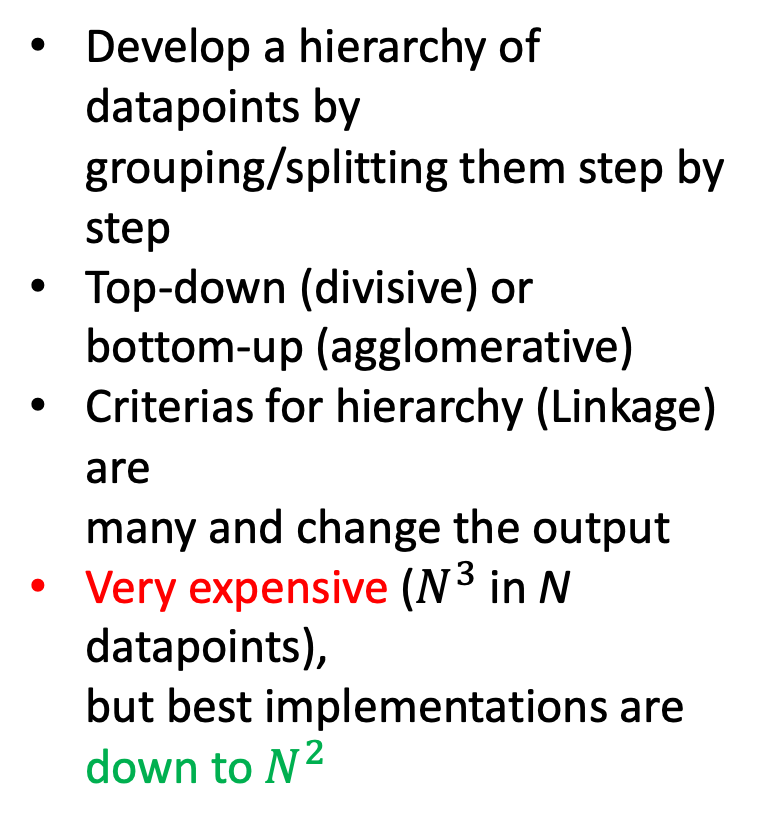 • Develop a hierarchy of
datapoints by
grouping/splitting them step by
step
• Top-down (divisive) or
bottom-up (agglomerative)
• Criterias for hierarchy (Linkage)
are
many and change the output
• Very expensive (N³ in N
datapoints),
but best implementations are
down to N²